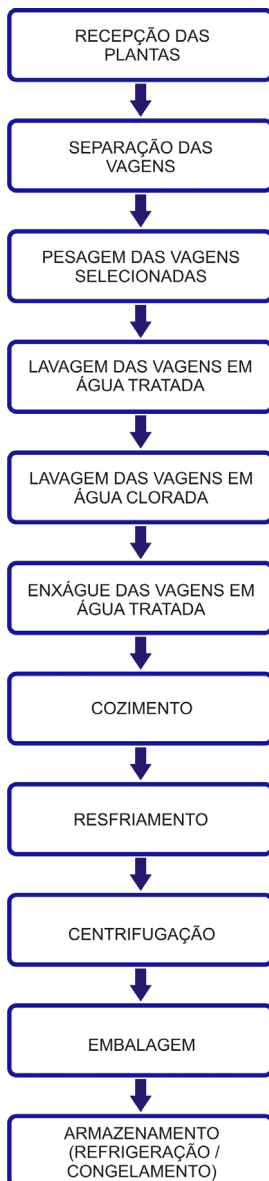 RECEPÇÃO DAS
PLANTAS
SEPARAÇÃO DAS
VAGENS
PESAGEM DAS VAGENS
SELECIONADAS
LAVAGEM DAS VAGENS EM
ÁGUA TRATADA
LAVAGEM DAS VAGENS EM
ÁGUA CLORADA
ENXÁGUE DAS VAGENS EM
ÁGUA TRATADA
COZIMENTO
RESFRIAMENTO
CENTRIFUGAÇÃO
EMBALAGEM
ARMAZENAMENTO
(REFRIGERAÇÃO /
CONGELAMENTO)